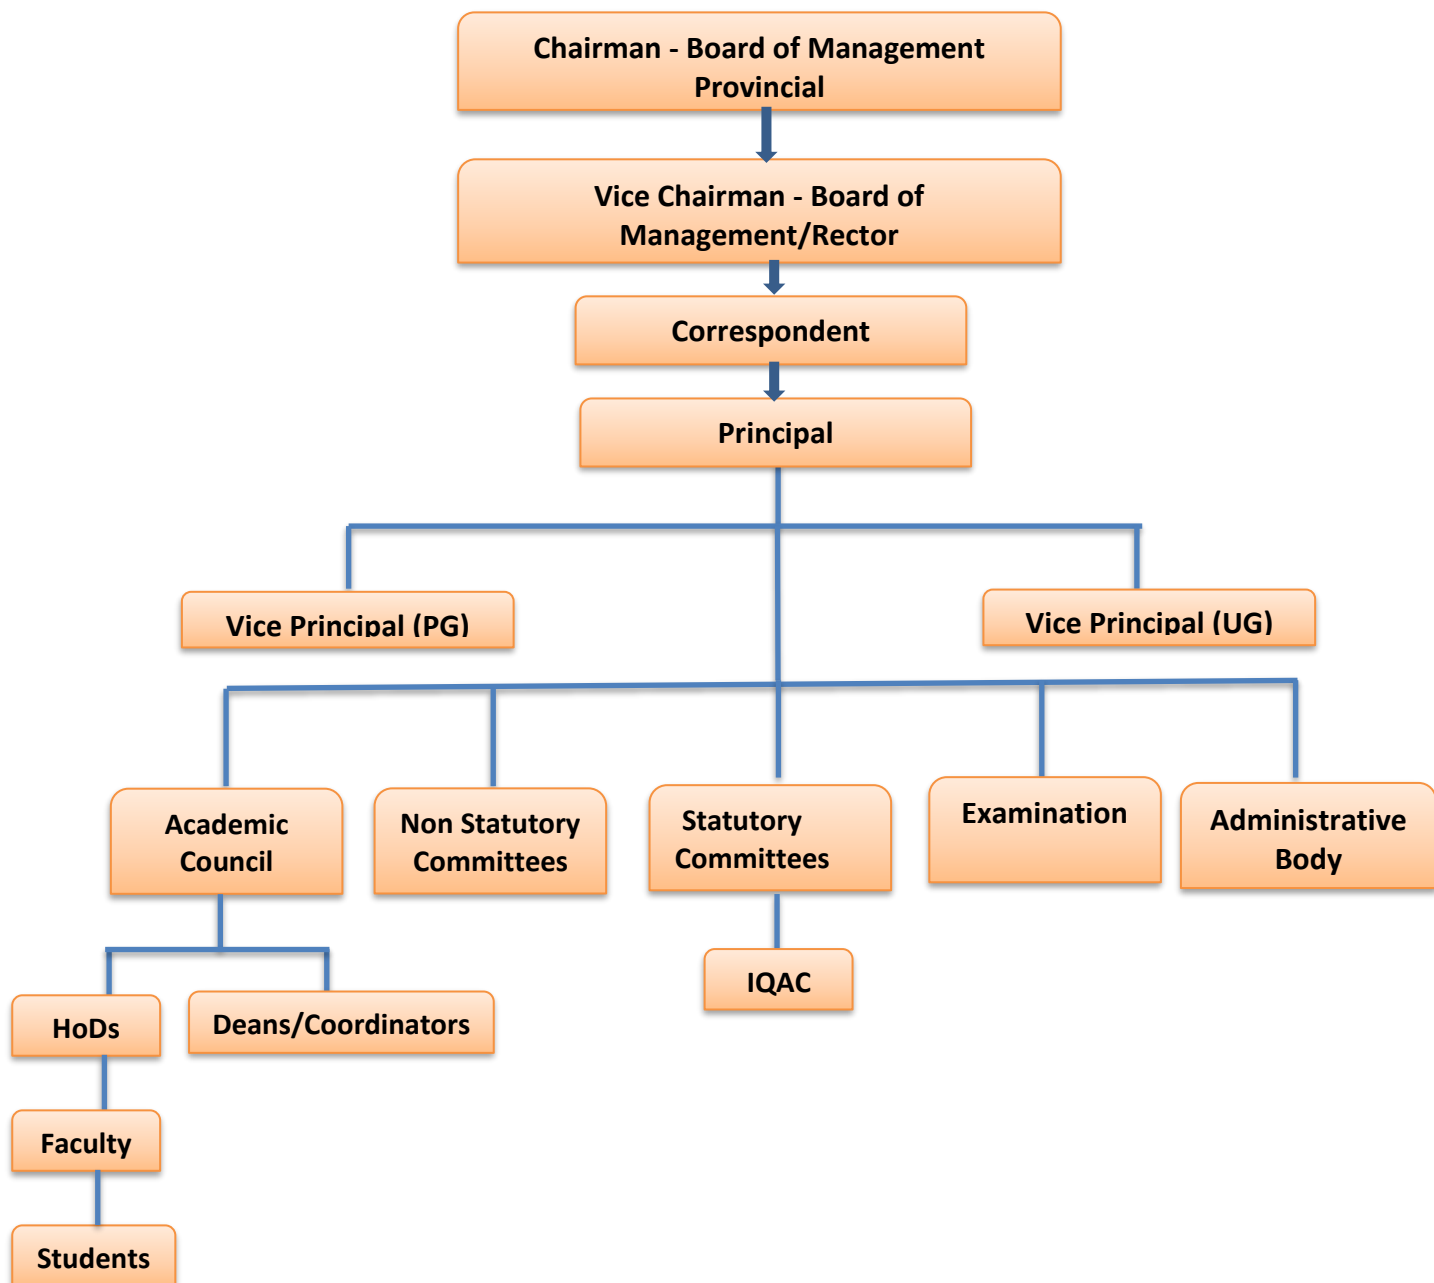 Chairman - Board of Management
Provincial
Vice Chairman - Board of
Management/Rector
Correspondent
Principal
Vice Principal (PG)
Vice Principal (UG)
Academic
Council
Non Statutory
Committees
Statutory
Committees
Examination
Administrative
Body
IQAC
HoDs
Deans/Coordinators
Faculty
Students